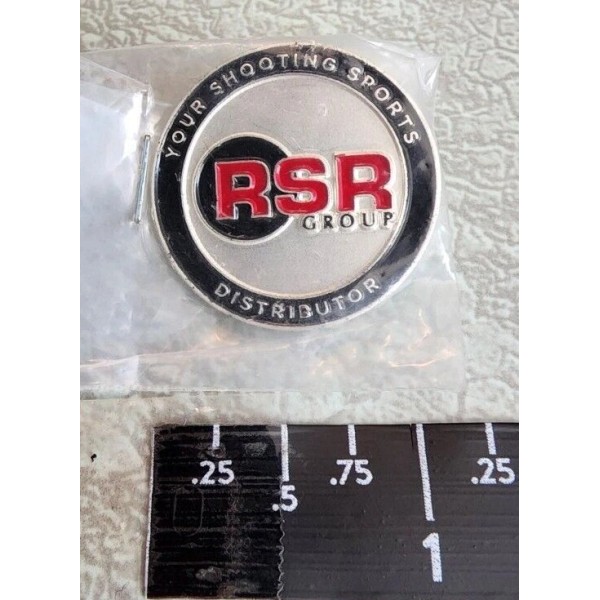 YOUR SHOOTING SPORTS
RSR
GROUP
DISTRIBUTOR
.25 .5 .75 1 .25